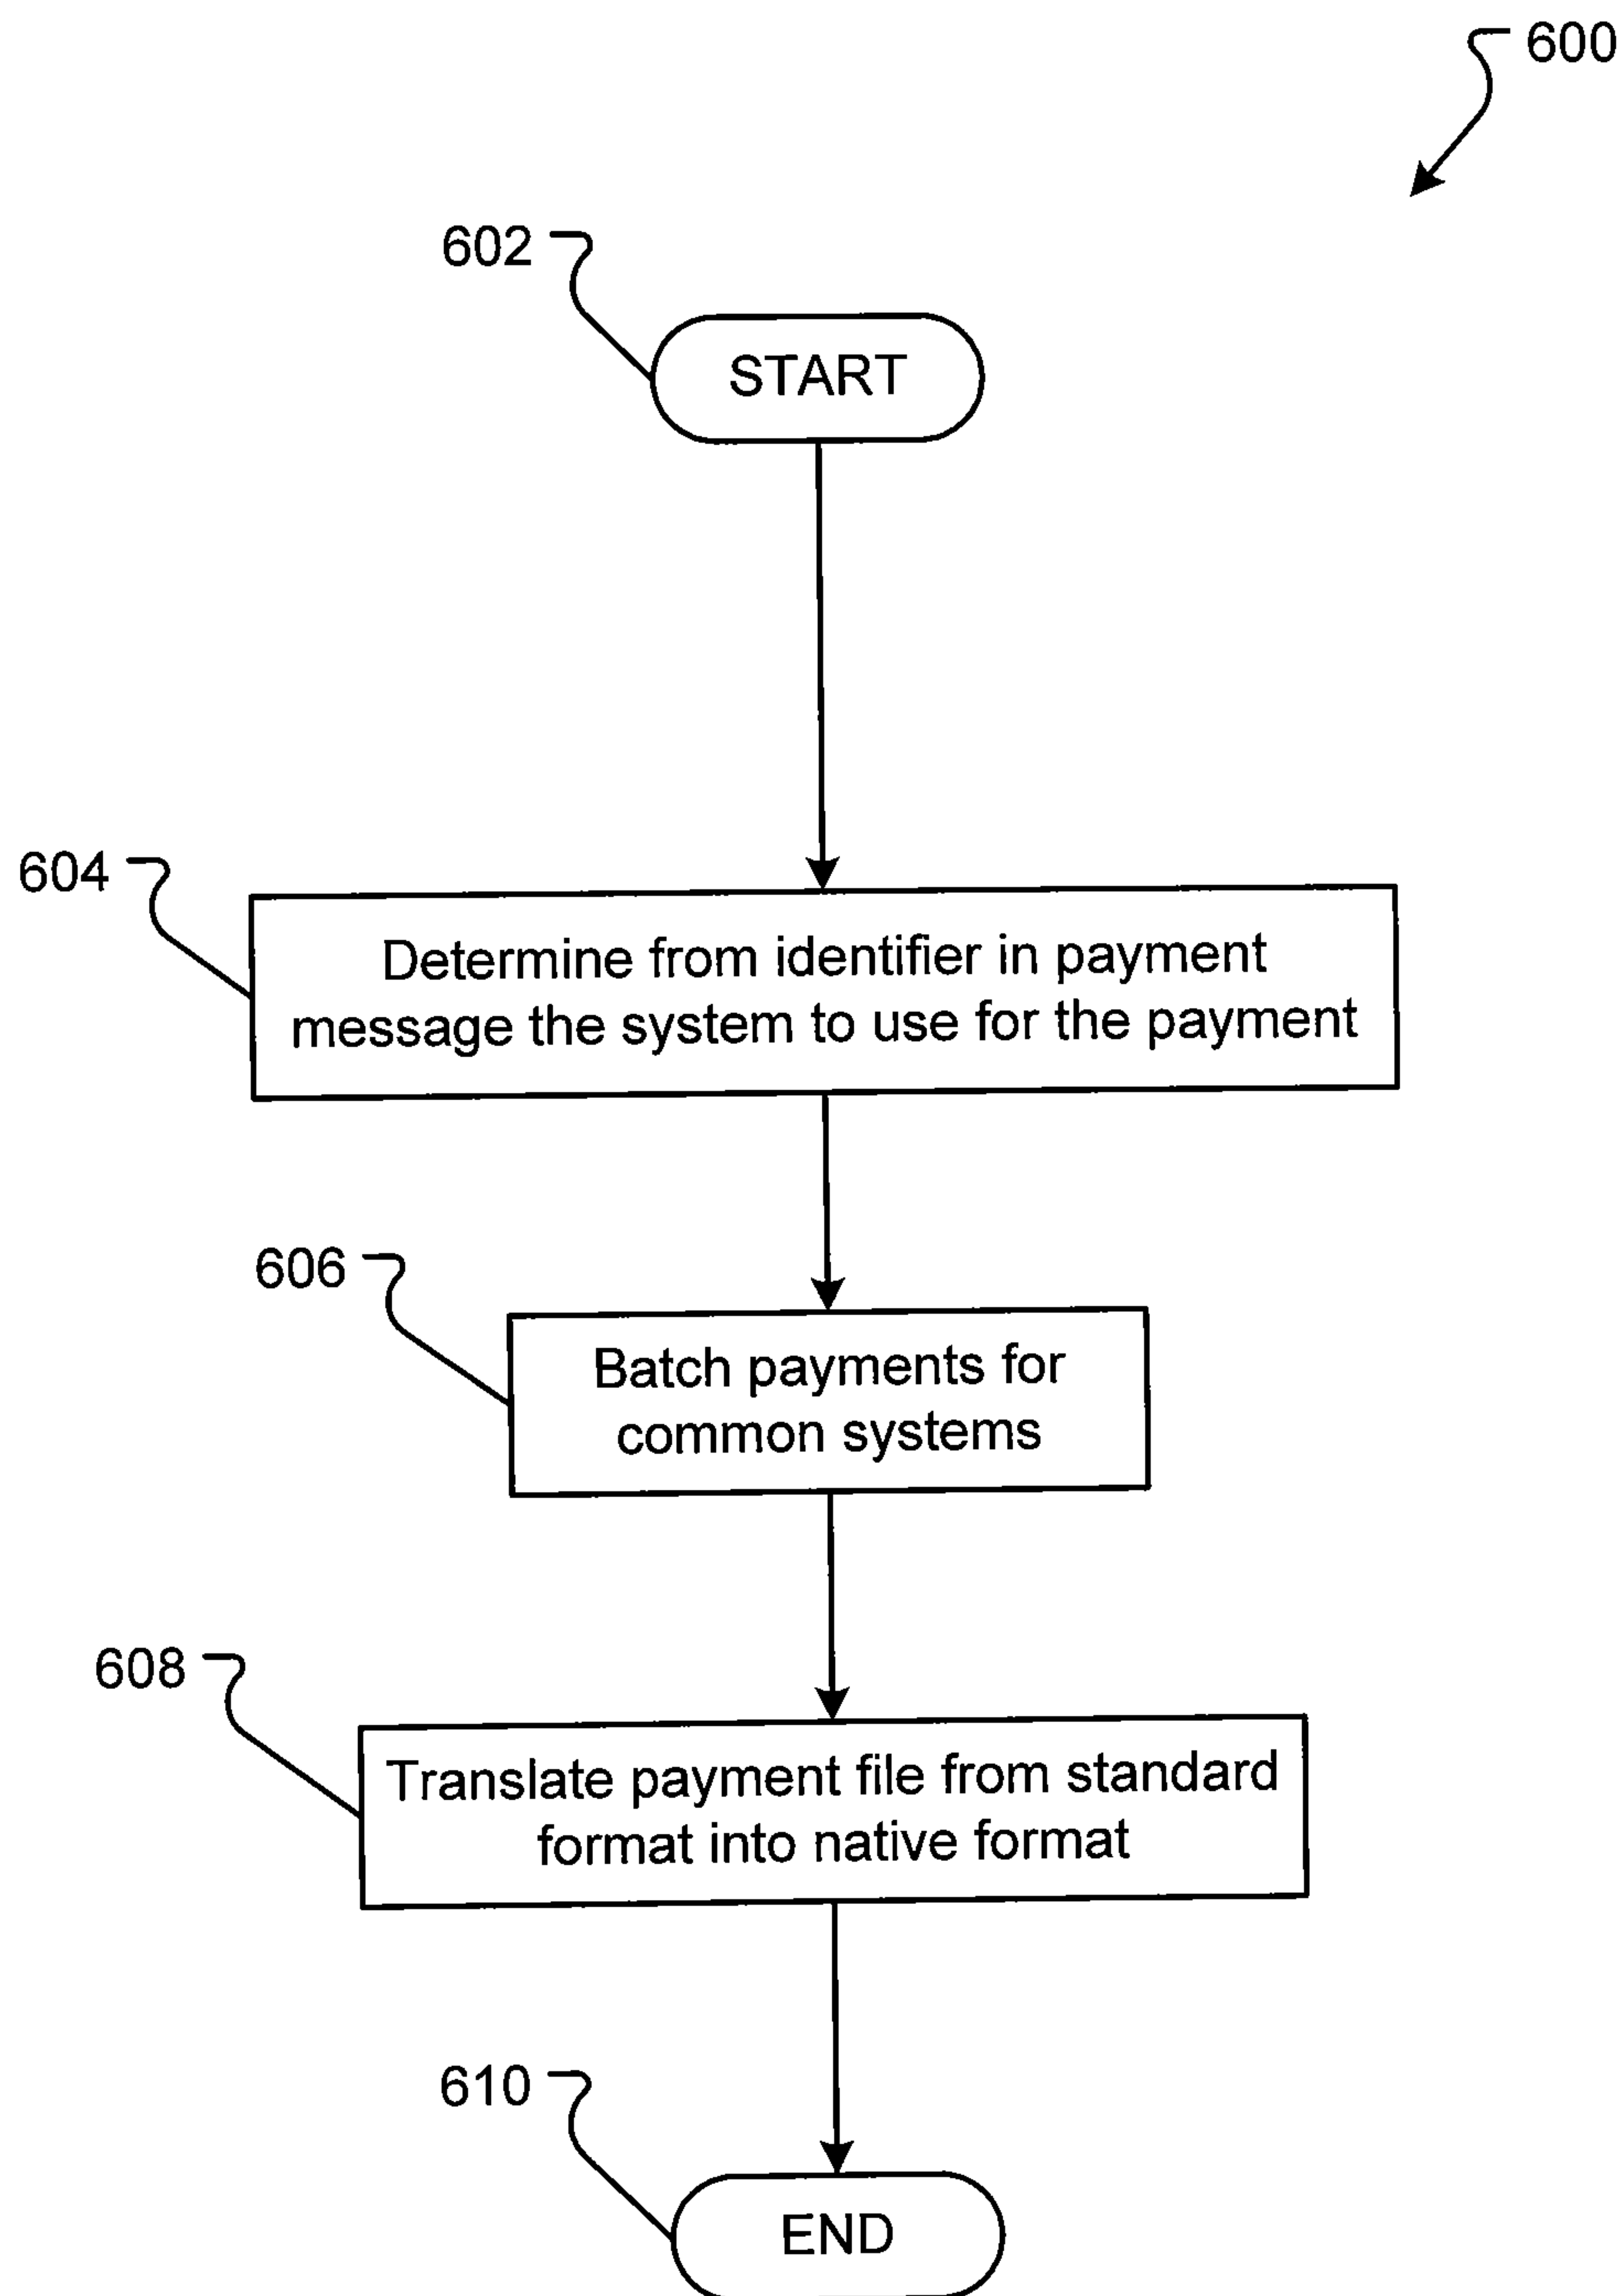 600
602
START
604
Determine from identifier in payment
message the system to use for the payment
606
Batch payments for
common systems
608
Translate payment file from standard
format into native format
610
END